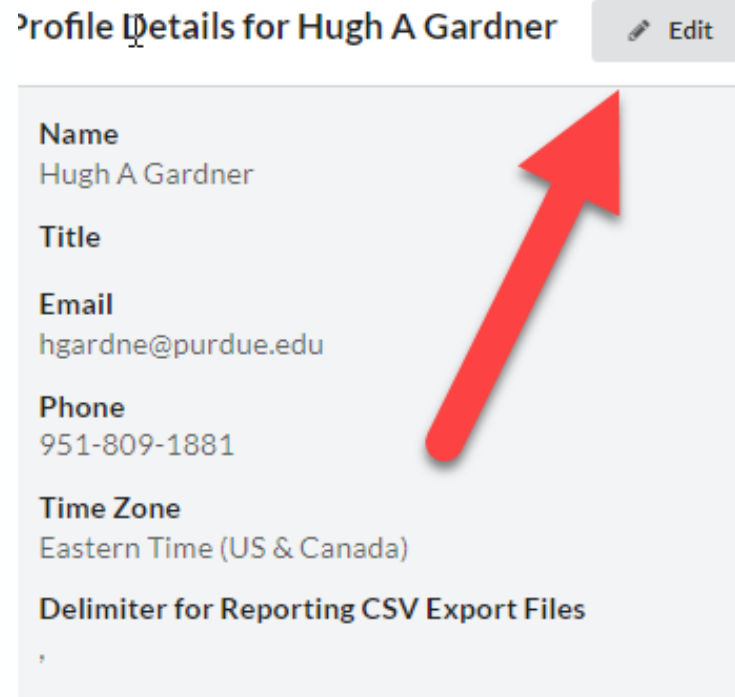 Profile Details for Hugh A Gardner
Edit
Name
Hugh A Gardner
Title
Email
hgardne@purdue.edu
Phone
951-809-1881
Time Zone
Eastern Time (US & Canada)
Delimiter for Reporting CSV Export Files
,